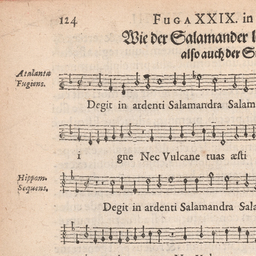 124 FUGA XXIX. in
Wie der Salamander
also auch der
Atalanta
Fugiens.
Degit in ardenti Salamandra Salam
i gne Nec Vulcane tuas æsti
Hippom.
Sequens.
Degit in ardenti Salamandra Sala